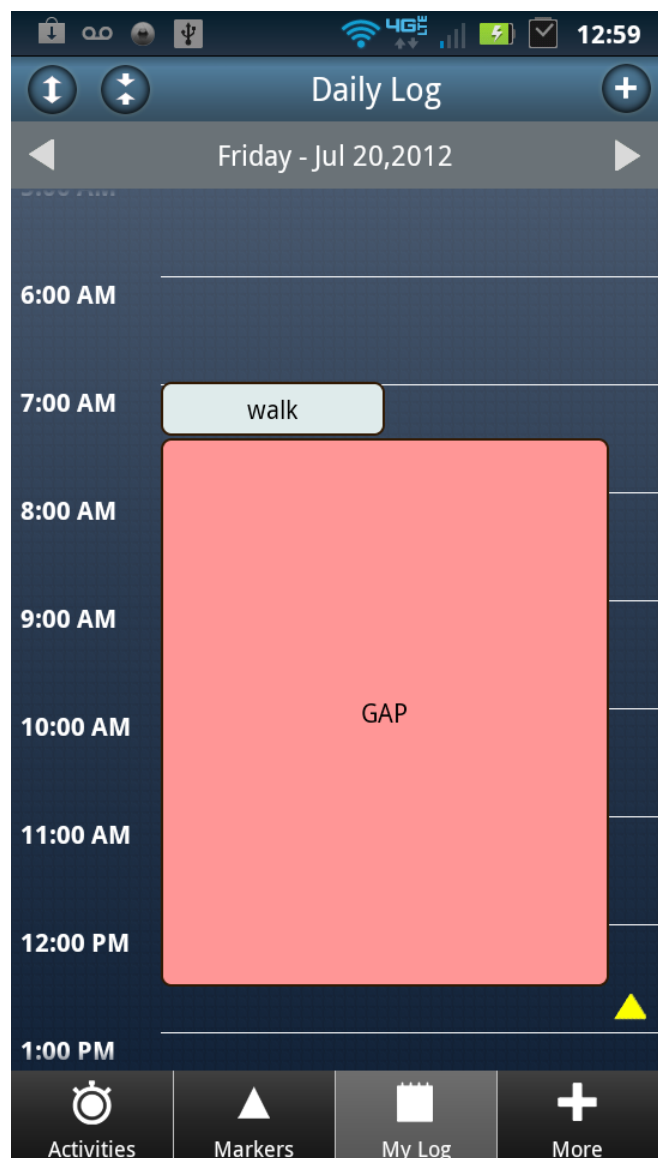 4G LTE 12:59
Daily Log
Friday - Jul 20,2012
6:00 AM
7:00 AM
walk
8:00 AM
9:00 AM
GAP
10:00 AM
11:00 AM
12:00 PM
1:00 PM
Activities Markers My Log More